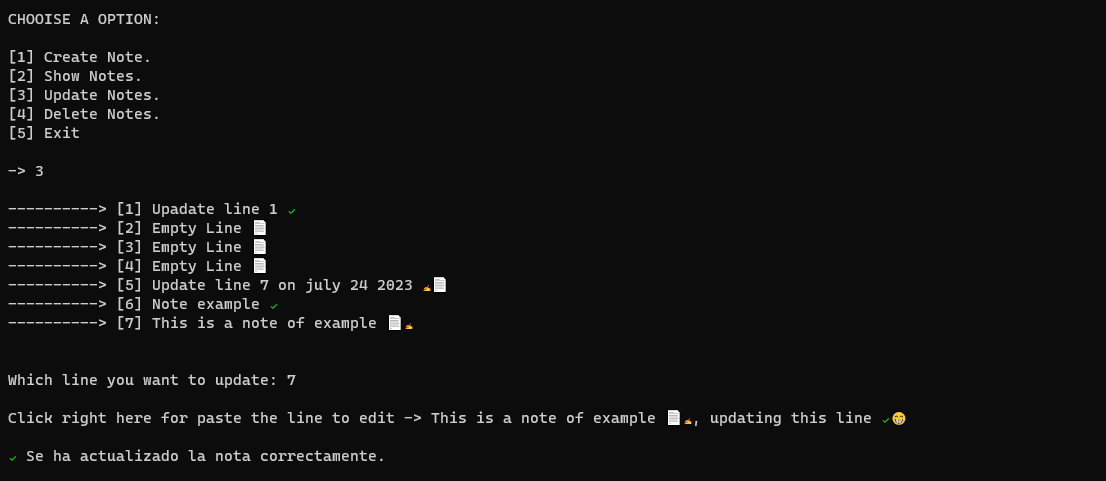 CHOOISE A OPTION:
[1] Create Note.
[2] Show Notes.
[3] Update Notes.
[4] Delete Notes.
[5] Exit
-> 3
----------> [1] Upadate line 1 ✓
----------> [2] Empty Line 📄
----------> [3] Empty Line 📄
----------> [4] Empty Line 📄
----------> [5] Update line 7 on july 24 2023 ✍📄
----------> [6] Note example ✓
----------> [7] This is a note of example 📄✍
Which line you want to update: 7
Click right here for paste the line to edit -> This is a note of example 📄✍, updating this line ✓😁
✓ Se ha actualizado la nota correctamente.